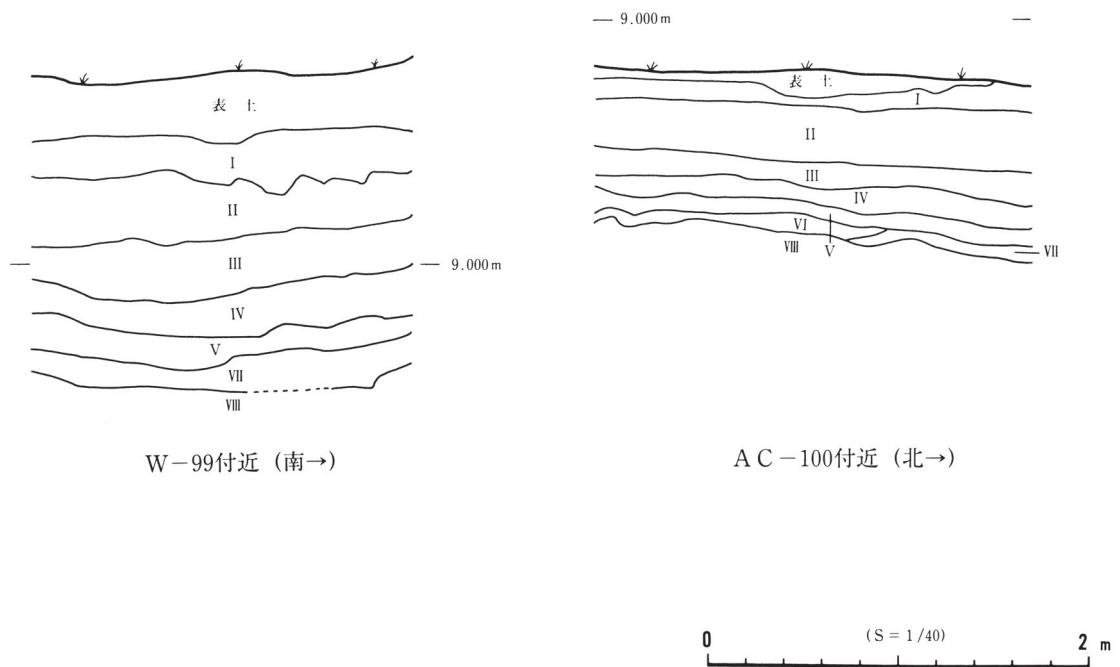 表土
I
II
III
9.000m
IV
V
VII
VIII
W－99付近（南→）
9.000m
表土
I
II
III
IV
VI
VIII
V
VII
AC－100付近（北→）
0
(S = 1/40)
2 m